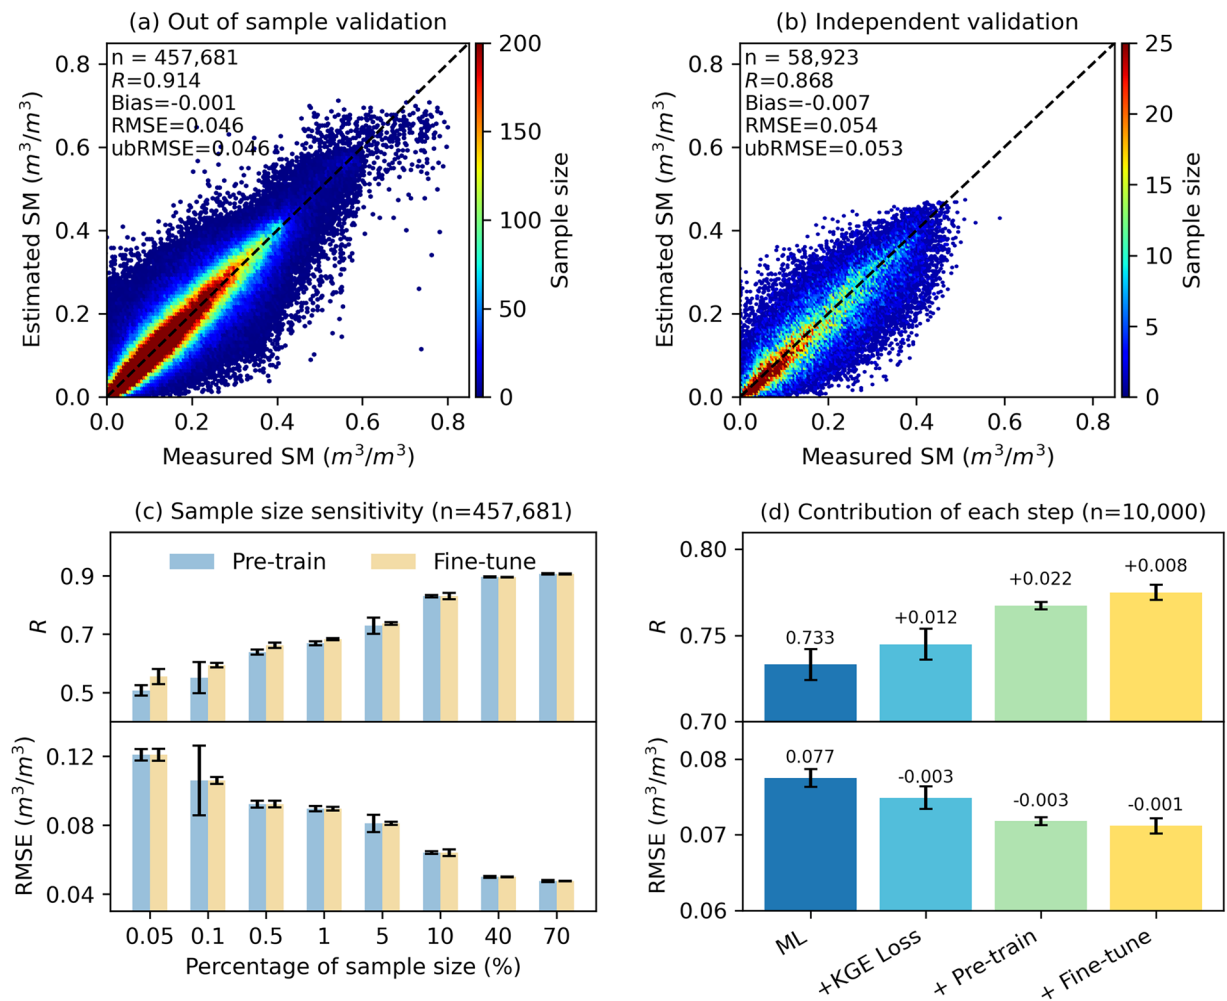 (a) Out of sample validation
n = 457,681
R=0.914
Bias=-0.001
RMSE=0.046
ubRMSE=0.046
Estimated SM (m³/m³)
0.8
0.6
0.4
0.2
0.0
0.0 0.2 0.4 0.6 0.8
Measured SM (m³/m³)
200
150
100
50
0
Sample size
(b) Independent validation
n = 58,923
R=0.868
Bias=-0.007
RMSE=0.054
ubRMSE=0.053
Estimated SM (m³/m³)
0.8
0.6
0.4
0.2
0.0
0.0 0.2 0.4 0.6 0.8
Measured SM (m³/m³)
25
20
15
10
5
0
Sample size
(c) Sample size sensitivity (n=457,681)
Pre-train Fine-tune
R
0.9
0.7
0.5
RMSE (m³/m³)
0.12
0.08
0.04
0.05 0.1 0.5 1 5 10 40 70
Percentage of sample size (%)
(d) Contribution of each step (n=10,000)
R
0.80
0.75
0.70
0.733
+0.012
+0.022
+0.008
RMSE (m³/m³)
0.08
0.07
0.06
0.077
-0.003
-0.003
-0.001
ML
+KGE Loss
+ Pre-train
+ Fine-tune